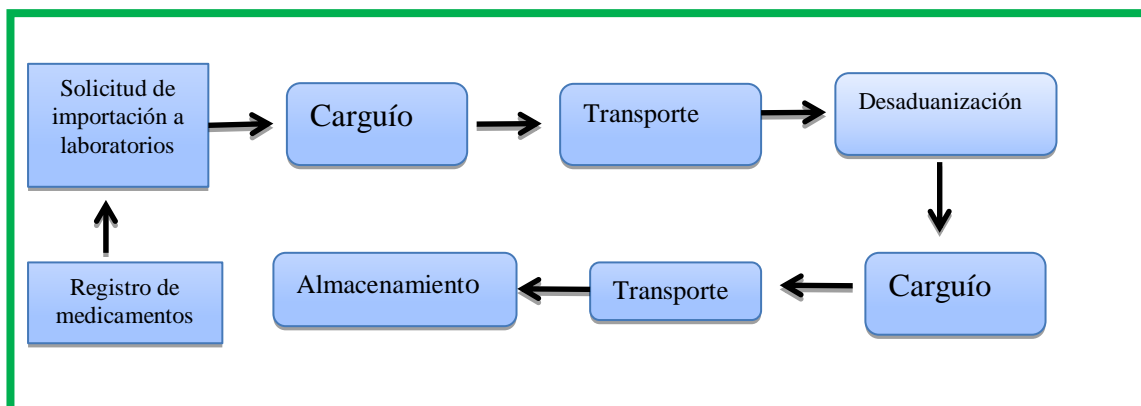 Solicitud de
importación a
laboratorios
Carguío
Transporte
Desaduanización
Registro de
medicamentos
Almacenamiento
Transporte
Carguío